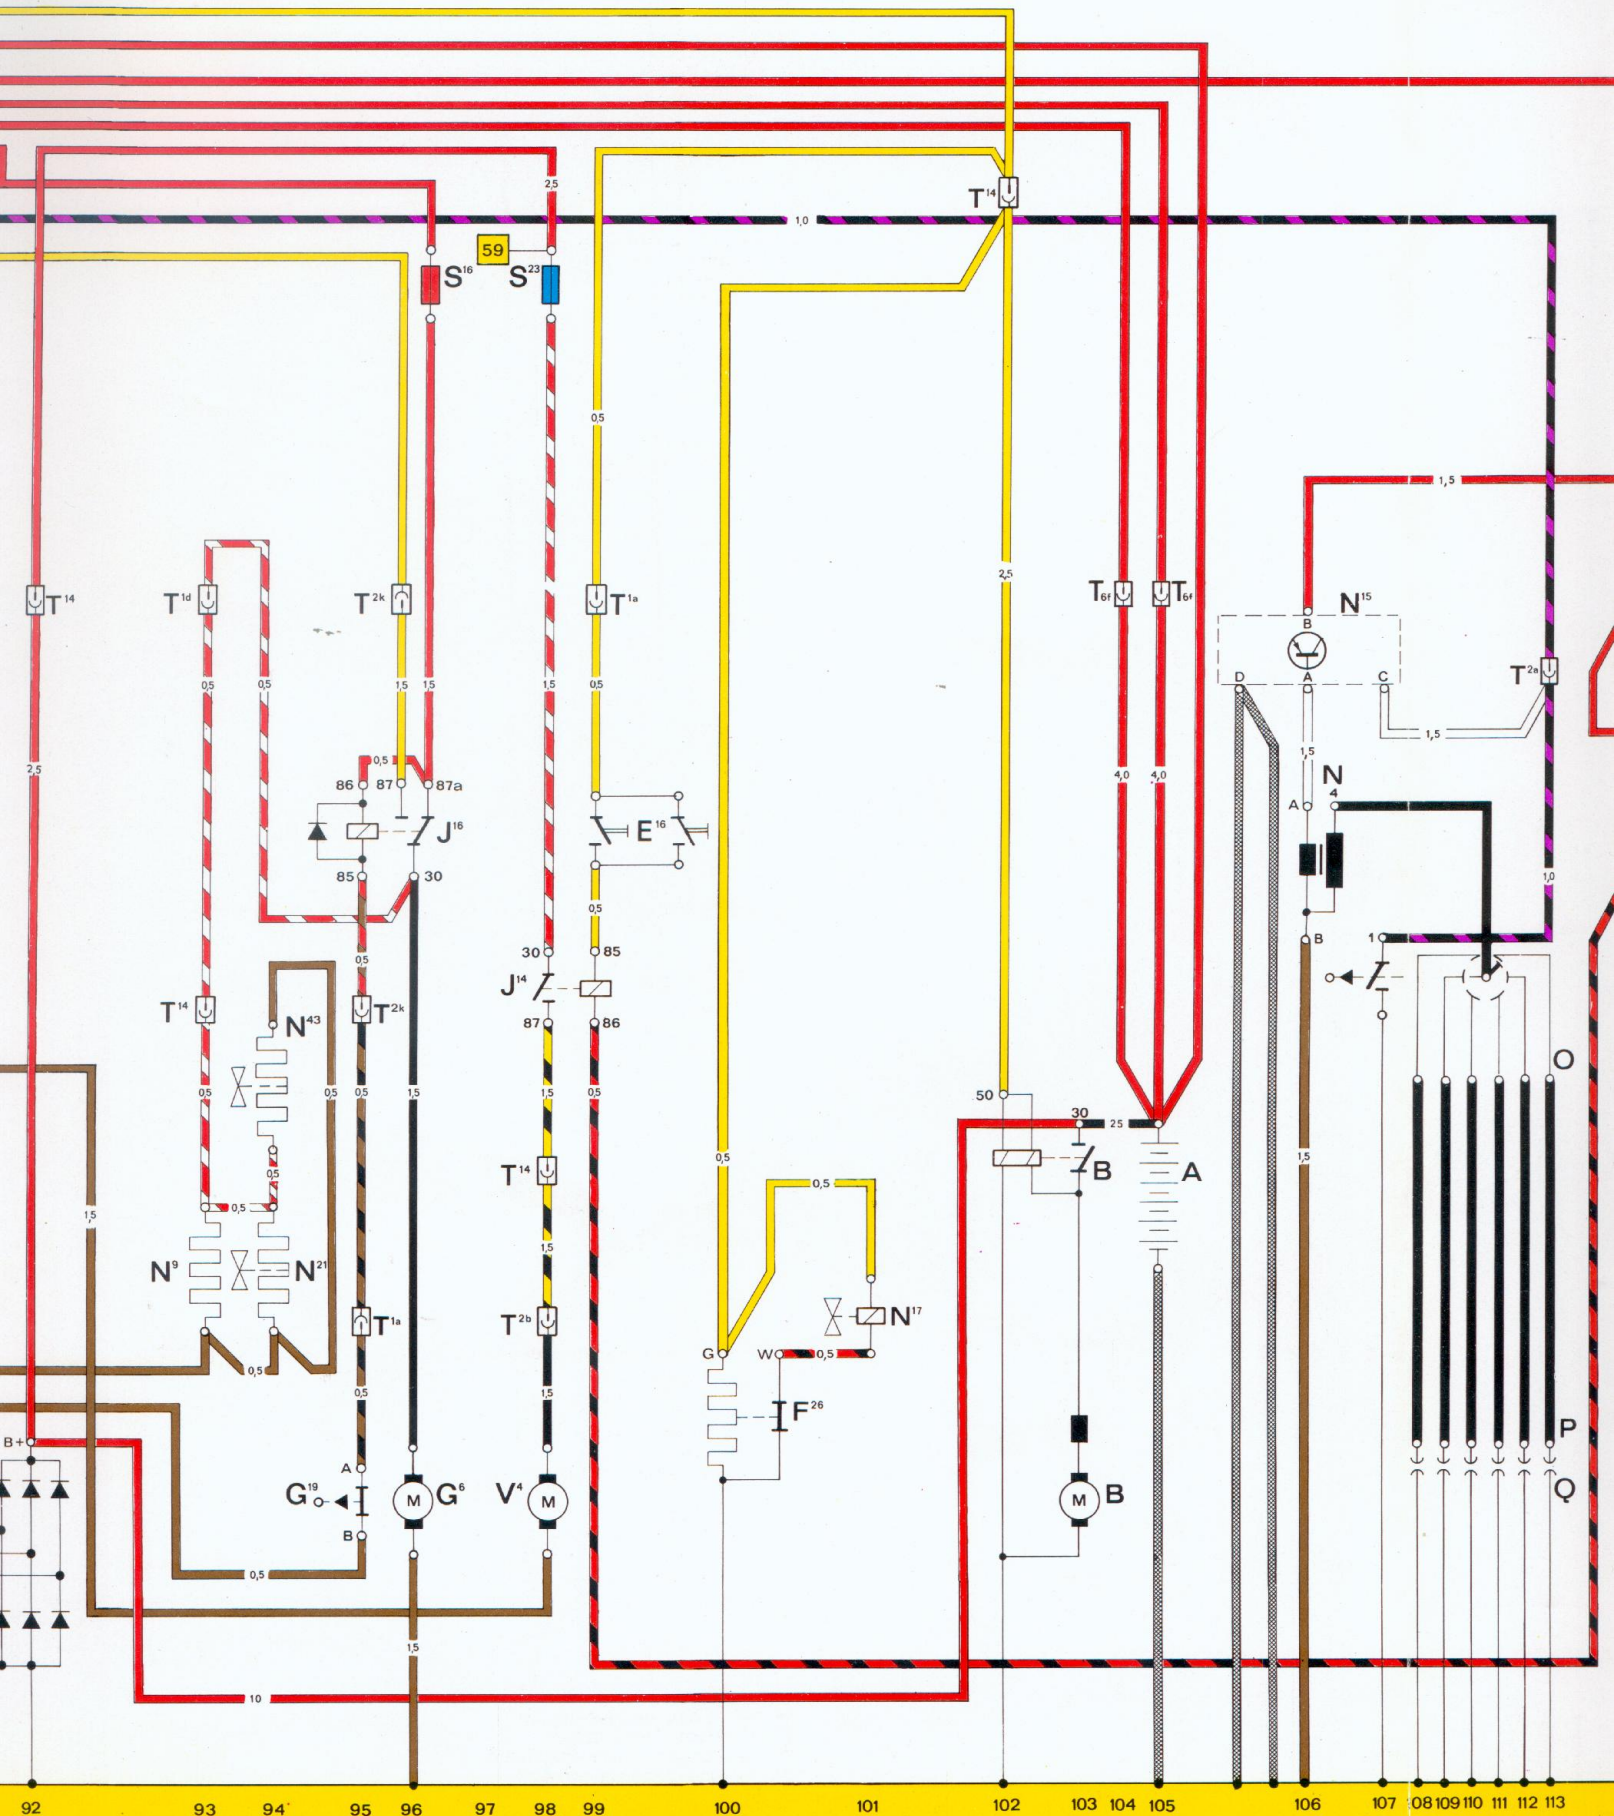 2,5
T14
1,0
59
S16
S23
0,5
1,5
2,5
T14
T1d
T2k
T1a
T6f
T6f
N15
B
D
A
C
T2a
0,5
0,5
1,5
1,5
1,5
0,5
1,5
1,5
2,5
0,5
4,0
4,0
N
4
A
86
87
87a
J16
E16
85
30
0,5
1,0
B
1
0,5
30
85
J14
T14
N43
T2k
87
86
O
0,5
0,5
0,5
1,5
1,5
0,5
50
30
25
B
A
0,5
T14
0,5
0,5
1,5
1,5
0,5
1,5
N9
N21
T1a
T2b
N17
G
W
0,5
0,5
0,5
1,5
F26
P
B+
A
G19
M
G6
V4
M
M
B
Q
B
0,5
1,5
10
92
93
94
95
96
97
98
99
100
101
102
103
104
105
106
107
08
109
110
111
112
113